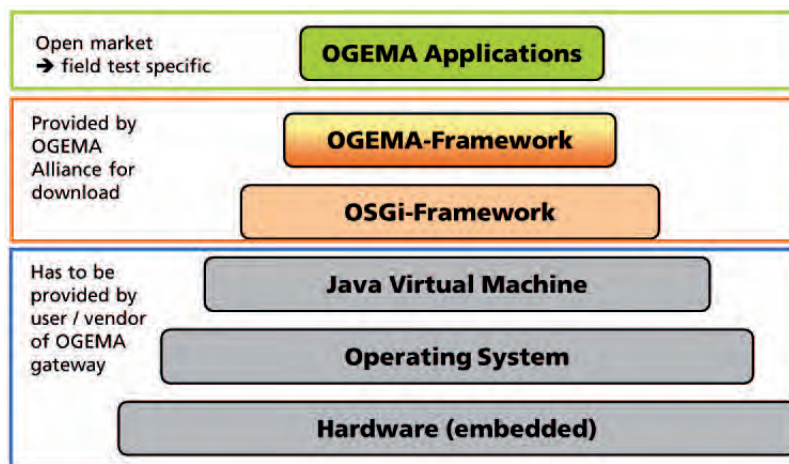 Open market
➔ field test specific
OGEMA Applications
Provided by
OGEMA
Alliance for
download
OGEMA-Framework
OSGi-Framework
Has to be
provided by
user / vendor
of OGEMA
gateway
Java Virtual Machine
Operating System
Hardware (embedded)